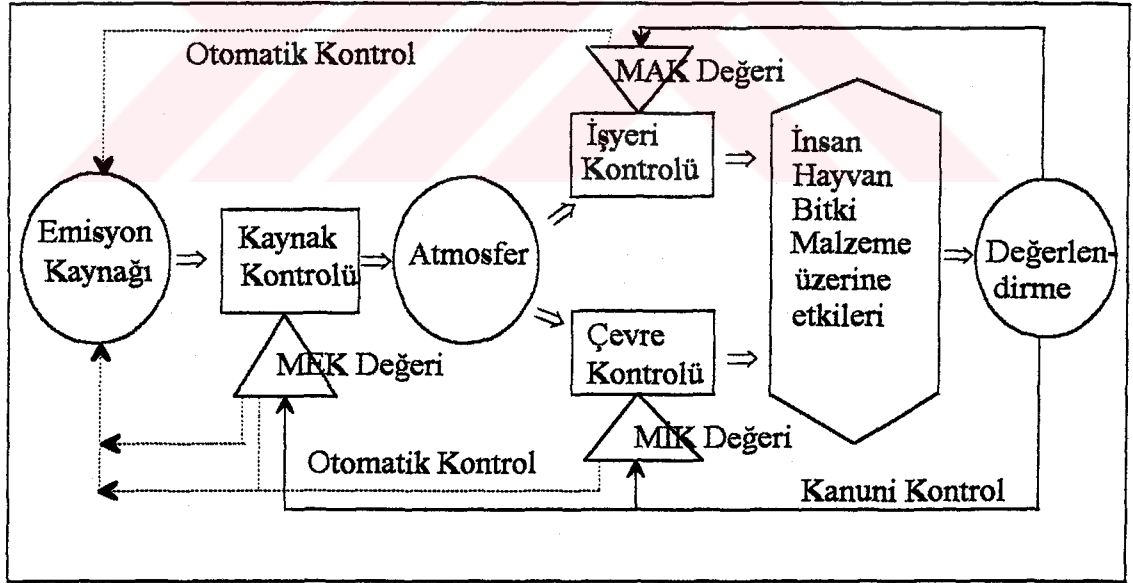 Otomatik Kontrol
MAK Değeri
İşyeri
Kontrolü
İnsan
Hayvan
Bitki
Malzeme
üzerine
etkileri
Emisyon
Kaynağı
Kaynak
Kontrolü
Atmosfer
Değerlen-
dirme
Çevre
Kontrolü
MEK Değeri
MİK Değeri
Otomatik Kontrol
Kanuni Kontrol